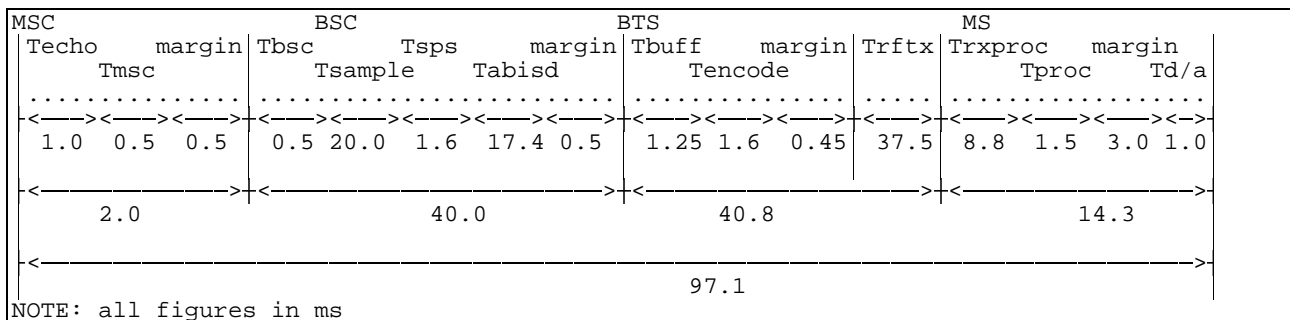 MSC BSC BTS MS
Techo margin Tbsc Tsps margin Tbuff margin Trftx Trxproc margin
Tmsc Tsample Tabisd Tencode Tproc Td/a
1.0 0.5 0.5 0.5 20.0 1.6 17.4 0.5 1.25 1.6 0.45 37.5 8.8 1.5 3.0 1.0
2.0 40.0 40.8 14.3
97.1
NOTE: all figures in ms